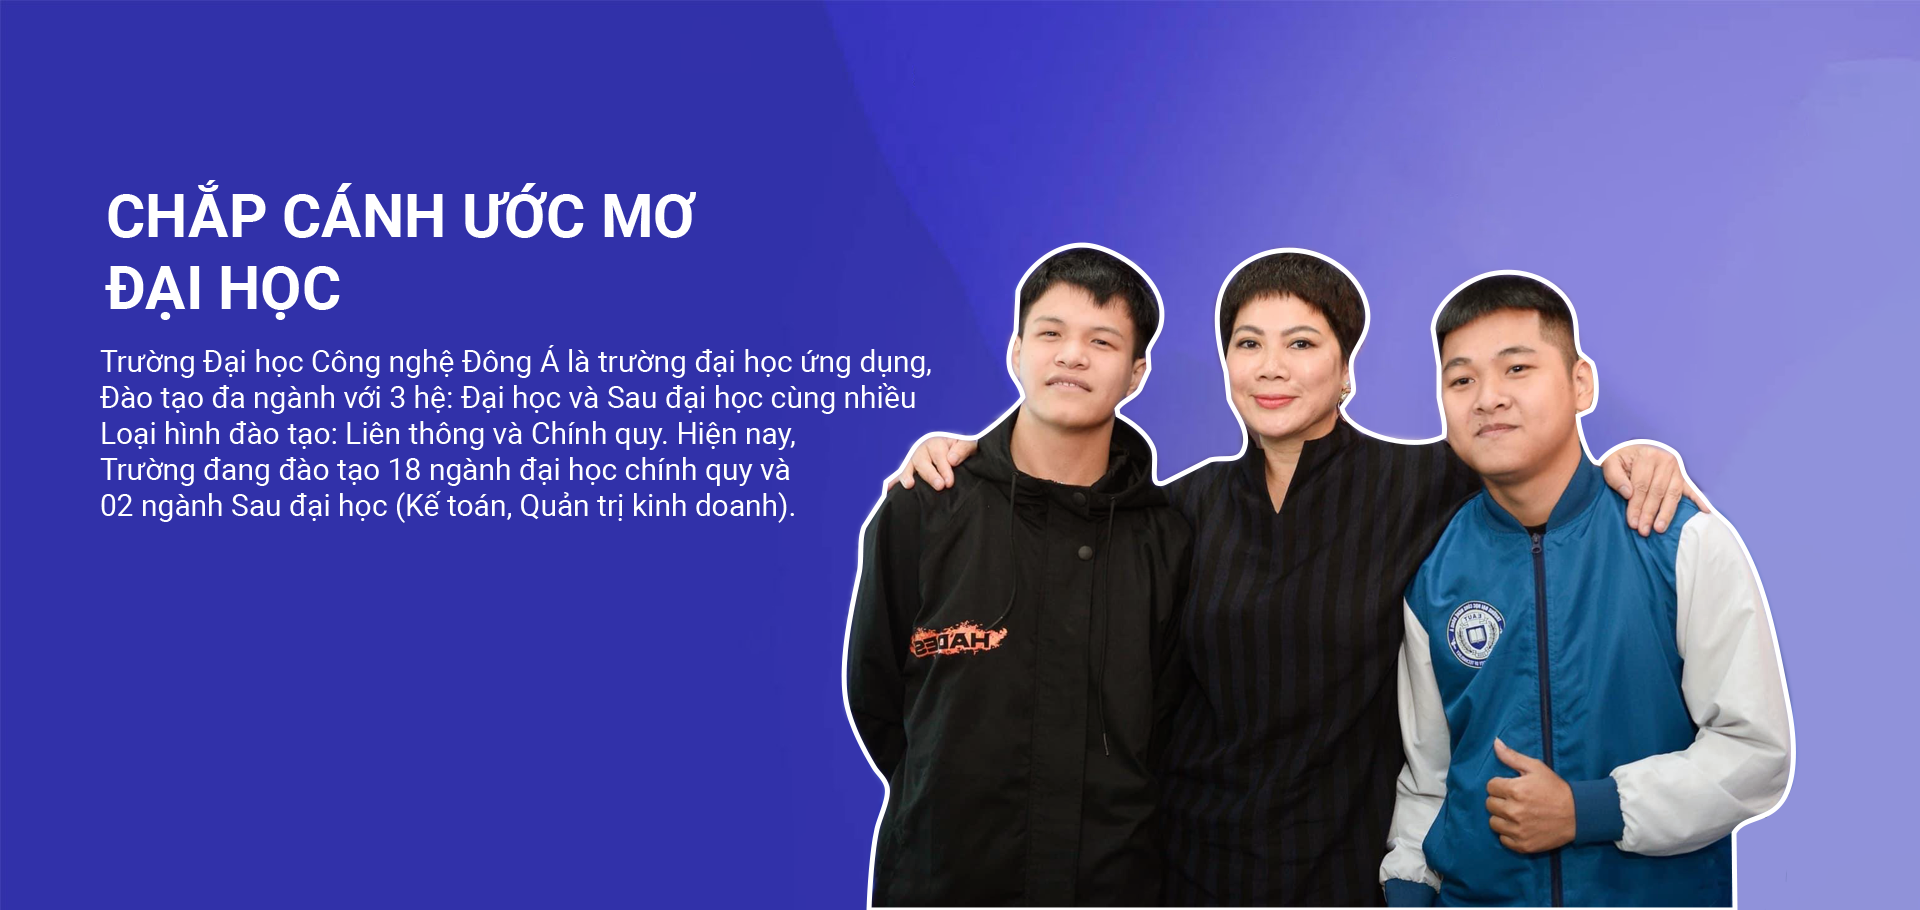 CHẮP CÁNH ƯỚC MƠ
ĐẠI HỌC
Trường Đại học Công nghệ Đông Á là trường đại học ứng dụng,
Đào tạo đa ngành với 3 hệ: Đại học và Sau đại học cùng nhiều
Loại hình đào tạo: Liên thông và Chính quy. Hiện nay,
Trường đang đào tạo 18 ngành đại học chính quy và
02 ngành Sau đại học (Kế toán, Quản trị kinh doanh).
HADES
EAUT